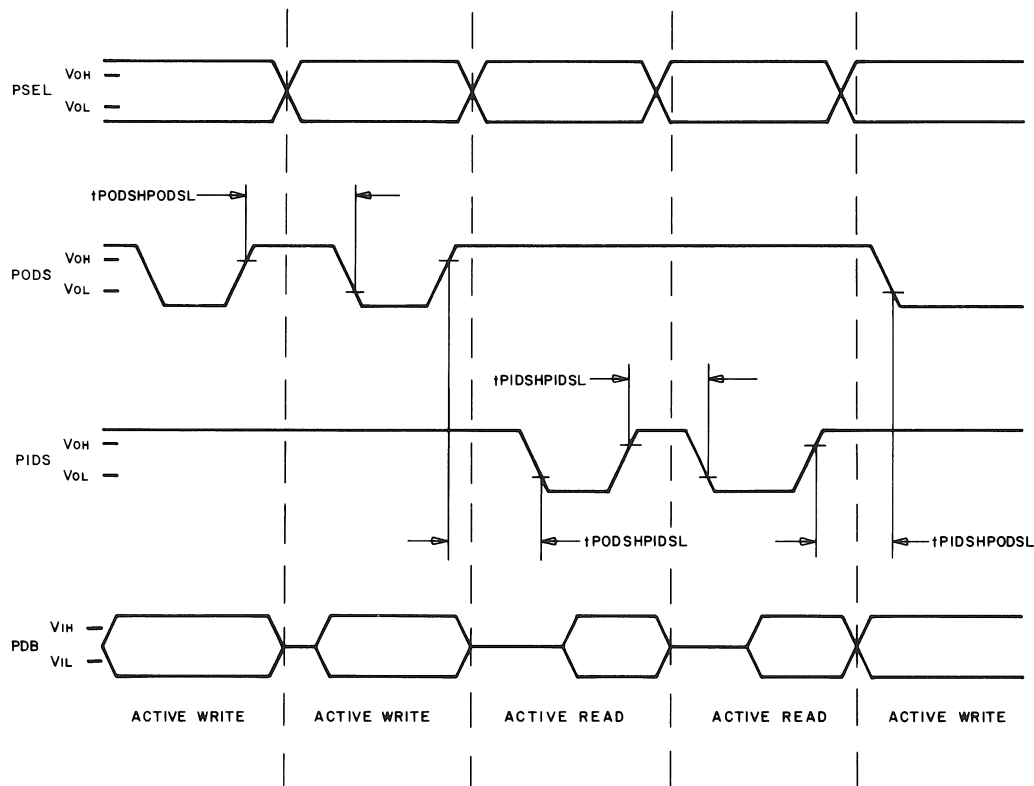 VOH
PSEL
VOL
tPODSHPODSL
VOH
PODS
VOL
tPIDSHPIDSL
VOH
PIDS
VOL
tPODSHPIDSL
tPIDSHPODSL
VIH
PDB
VIL
ACTIVE WRITE
ACTIVE WRITE
ACTIVE READ
ACTIVE READ
ACTIVE WRITE